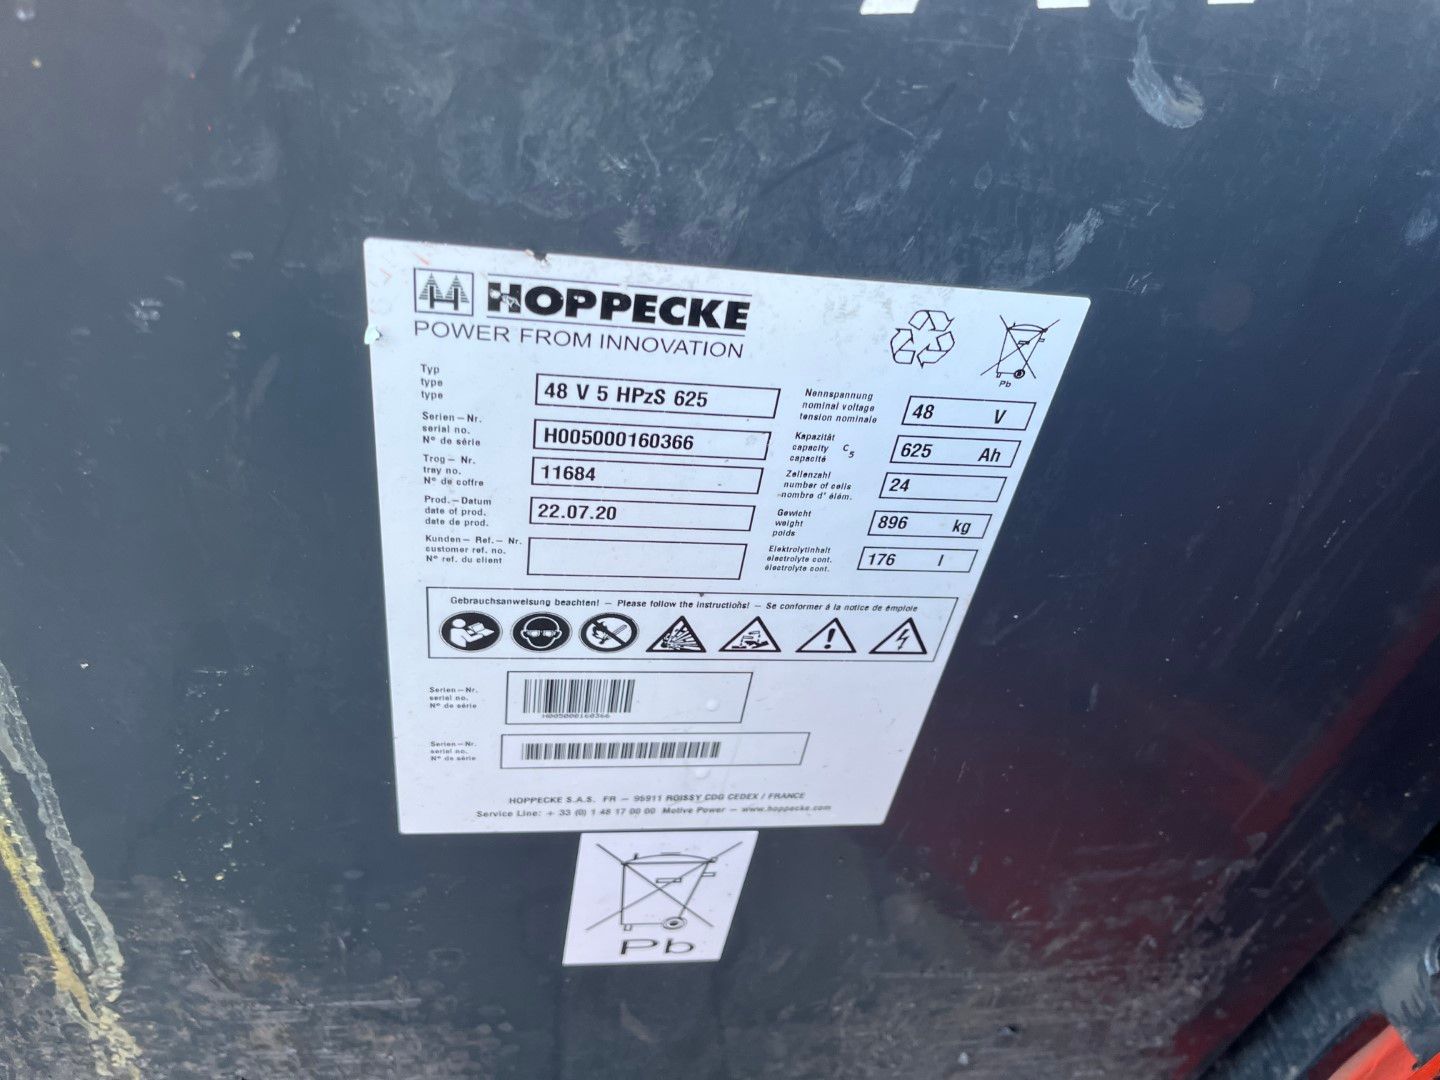 HOPPECKE
POWER FROM INNOVATION
Pb
Typ
type
type
48 V 5 HPzS 625
Nennspannung
nominal voltage
tension nominale
48 V
Serien-Nr.
serial no.
N° de série
H005000160366
Kapazität
capacity C5
capacité
625 Ah
Trog-Nr.
tray no.
N° de coffre
11684
Zellenzahl
number of cells
nombre d'élém.
24
Prod.-Datum
date of prod.
date de prod.
22.07.20
Gewicht
weight
poids
896 kg
Kunden-Ref.-Nr.
customer ref. no.
N° ref. du client
Elektrolytinhalt
electrolyte cont.
électrolyte cont.
176 l
Gebrauchsanweisung beachten! – Please follow the instructions! – Se conformer à la notice de émploie
Serien-Nr.
serial no.
N° de série
H005000160366
Serien-Nr.
serial no.
N° de série
HOPPECKE S.A.S. FR – 95911 ROISSY CDG CEDEX / FRANCE
Service Line: + 33 (0) 1 48 17 00 00 Motive Power – www.hoppecke.com
Pb